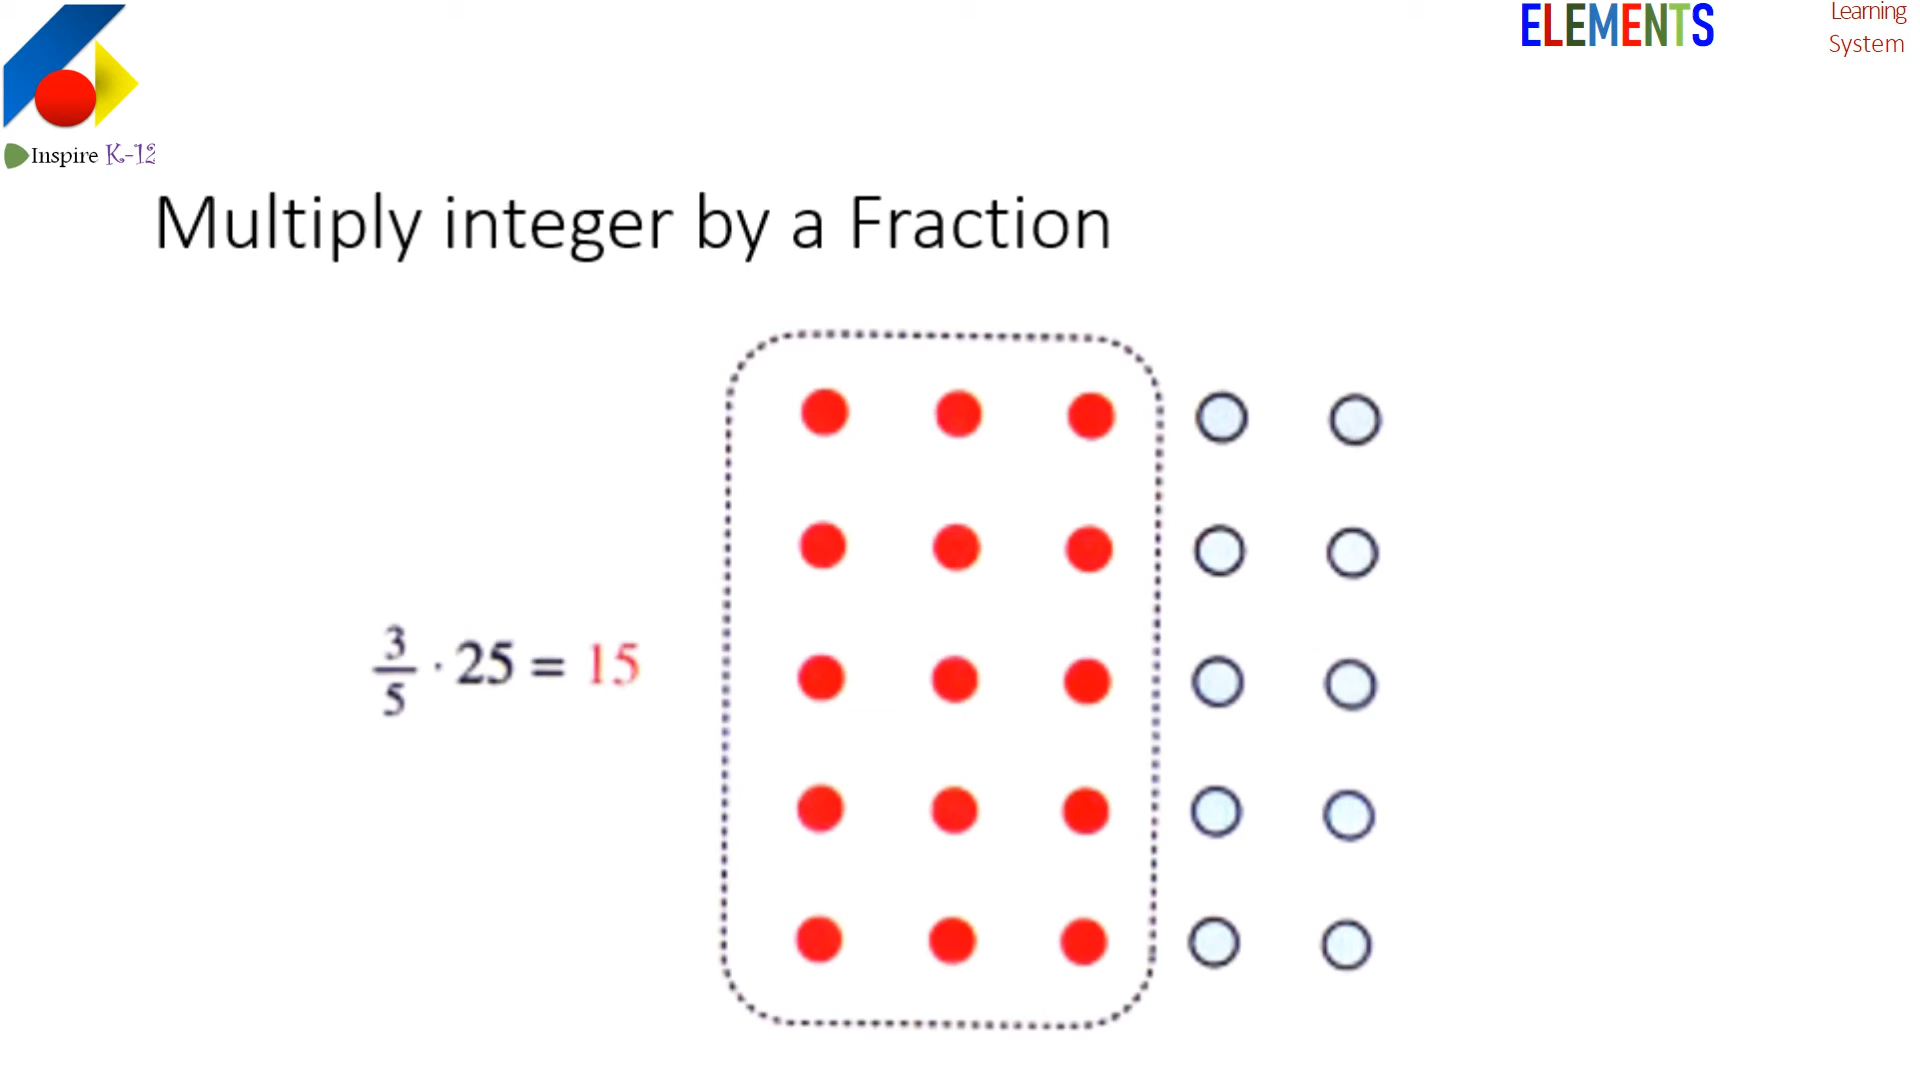 ELEMENTS
Learning
System
Inspire K-12
Multiply integer by a Fraction
3/5 · 25 = 15